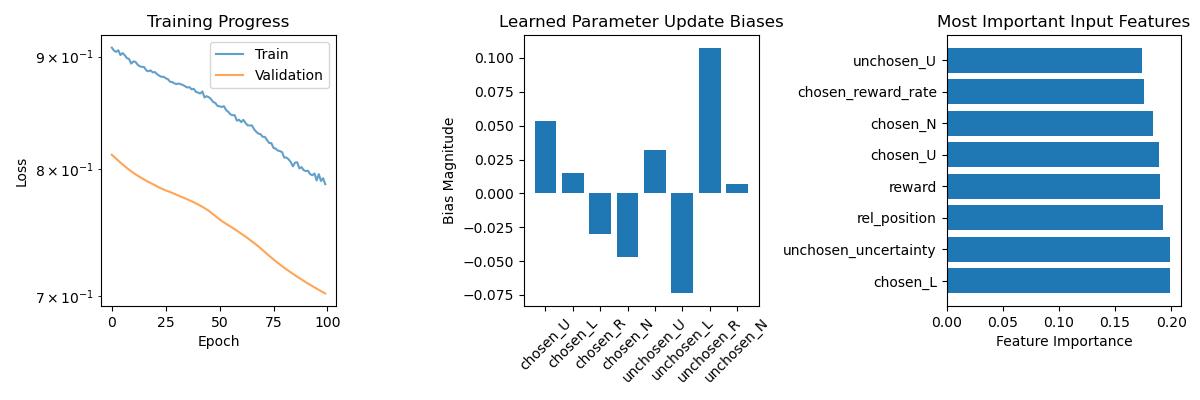 Training Progress
9 × 10⁻¹
8 × 10⁻¹
7 × 10⁻¹
Loss
Train
Validation
0
25
50
75
100
Epoch
Learned Parameter Update Biases
0.100
0.075
0.050
0.025
0.000
−0.025
−0.050
−0.075
Bias Magnitude
chosen_U
chosen_L
chosen_R
chosen_N
unchosen_U
unchosen_L
unchosen_R
unchosen_N
Most Important Input Features
unchosen_U
chosen_reward_rate
chosen_N
chosen_U
reward
rel_position
unchosen_uncertainty
chosen_L
0.00
0.05
0.10
0.15
0.20
Feature Importance